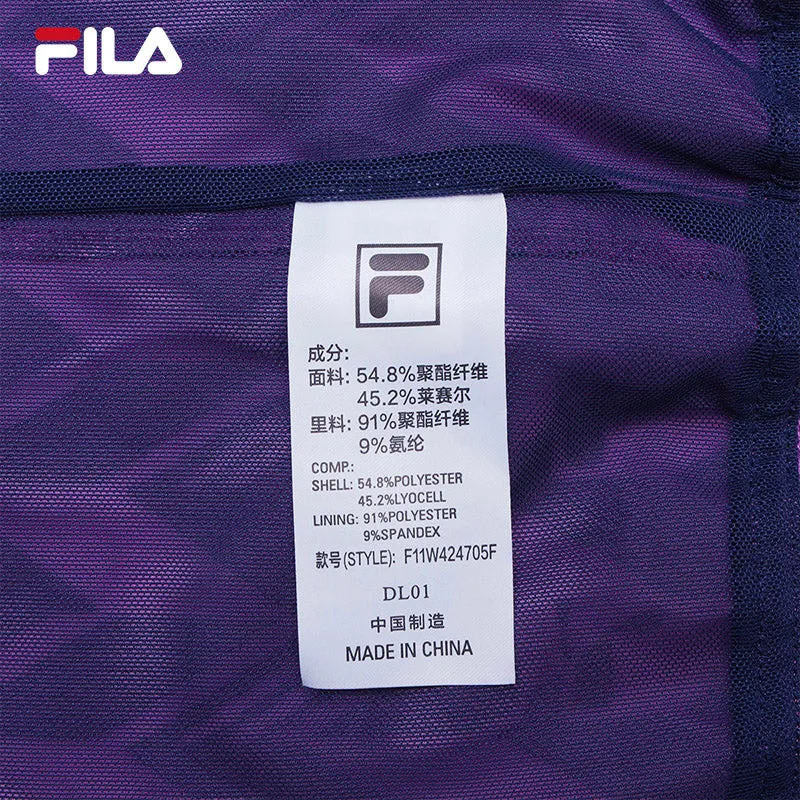 FILA
F
成分:
面料: 54.8%聚酯纤维
45.2%莱赛尔
里料: 91%聚酯纤维
9%氨纶
COMP.:
SHELL: 54.8%POLYESTER
45.2%LYOCELL
LINING: 91%POLYESTER
9%SPANDEX
款号(STYLE): F11W424705F
DL01
中国制造
MADE IN CHINA